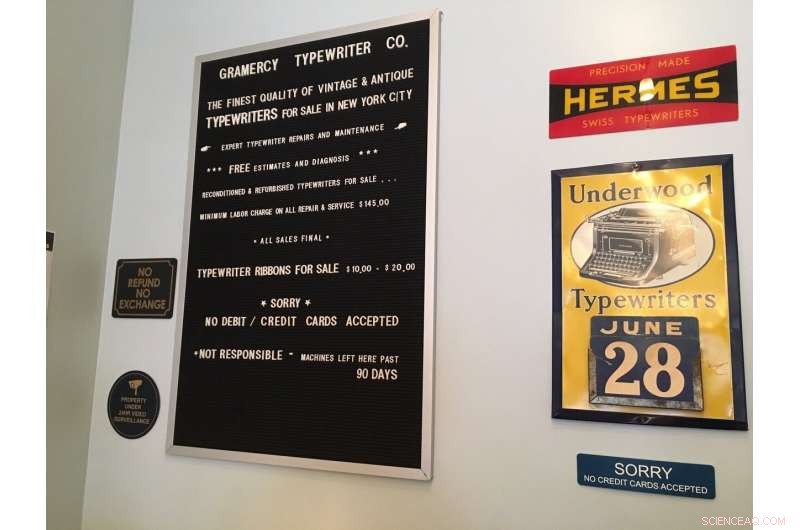 GRAMERCY TYPEWRITER CO.
THE FINEST QUALITY OF VINTAGE & ANTIQUE
TYPEWRITERS FOR SALE IN NEW YORK CITY
EXPERT TYPEWRITER REPAIRS AND MAINTENANCE
*** FREE ESTIMATES AND DIAGNOSIS ***
RECONDITIONED & REFURBISHED TYPEWRITERS FOR SALE . . .
MINIMUM LABOR CHARGE ON ALL REPAIR & SERVICE $145.00
* ALL SALES FINAL *
TYPEWRITER RIBBONS FOR SALE $10.00 - $20.00
* SORRY *
NO DEBIT / CREDIT CARDS ACCEPTED
*NOT RESPONSIBLE - MACHINES LEFT HERE PAST
90 DAYS
NO
REFUND
NO
EXCHANGE
PROPERTY
UNDER
24HR VIDEO
SURVEILLANCE
PRECISION MADE
HERMES
SWISS TYPEWRITERS
Underwood
Typewriters
JUNE
28
SORRY
NO CREDIT CARDS ACCEPTED
SCIENCEAQ.COM